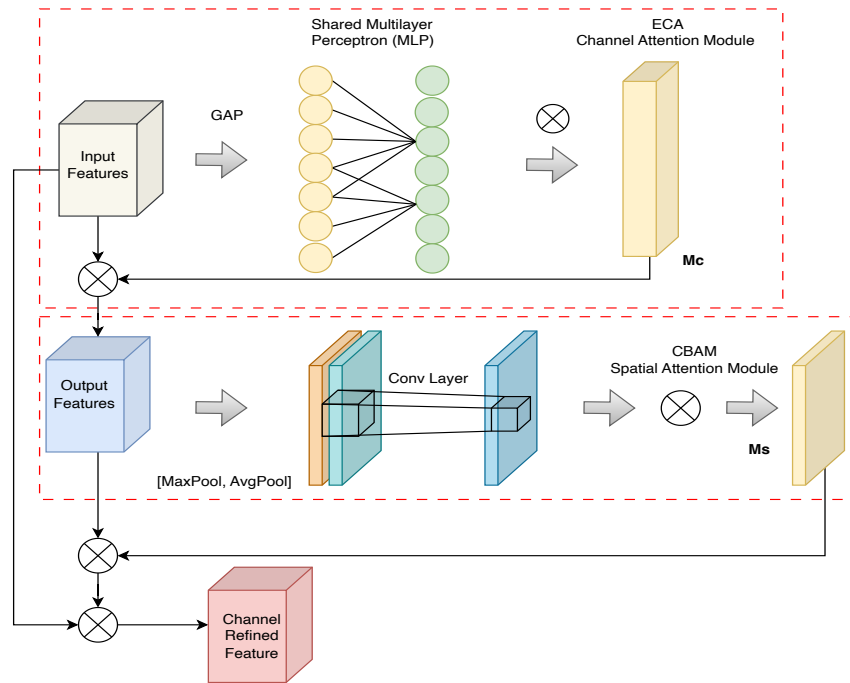 Shared Multilayer
Perceptron (MLP)
ECA
Channel Attention Module
GAP
Input
Features
Mc
Output
Features
Conv Layer
CBAM
Spatial Attention Module
Ms
[MaxPool, AvgPool]
Channel
Refined
Feature